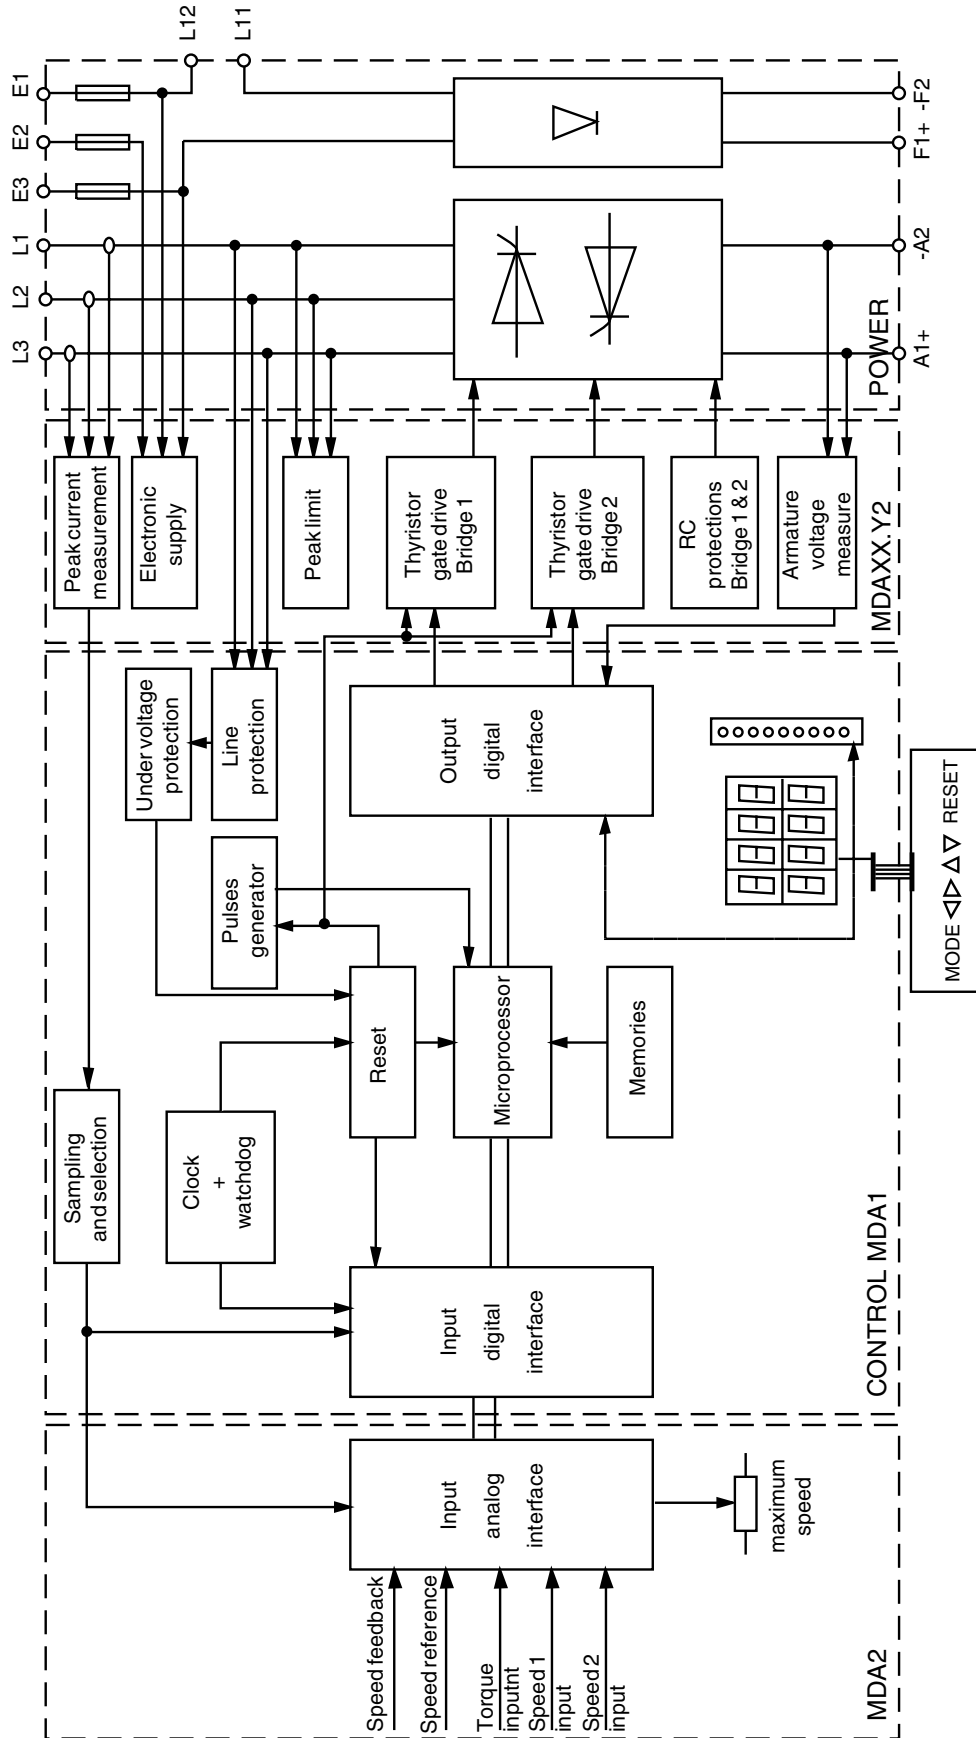 E1
E2
E3
L1
L2
L3
L12
L11
-F2
F1+
-A2
A1+
POWER
Peak current
measurement
Electronic
supply
Peak limit
Thyristor
gate drive
Bridge 1
Thyristor
gate drive
Bridge 2
RC
protections
Bridge 1 & 2
Armature
voltage
measure
MDAXX.Y2
Under voltage
protection
Line
protection
Output
digital
interface
Pulses
generator
Reset
Microprocessor
Memories
Sampling
and selection
Clock
+
watchdog
Input
digital
interface
CONTROL MDA1
MODE ◁▷ △ ▽ RESET
Input
analog
interface
maximum
speed
Speed feedback
Speed reference
Torque
inputnt
Speed 1
input
Speed 2
input
MDA2